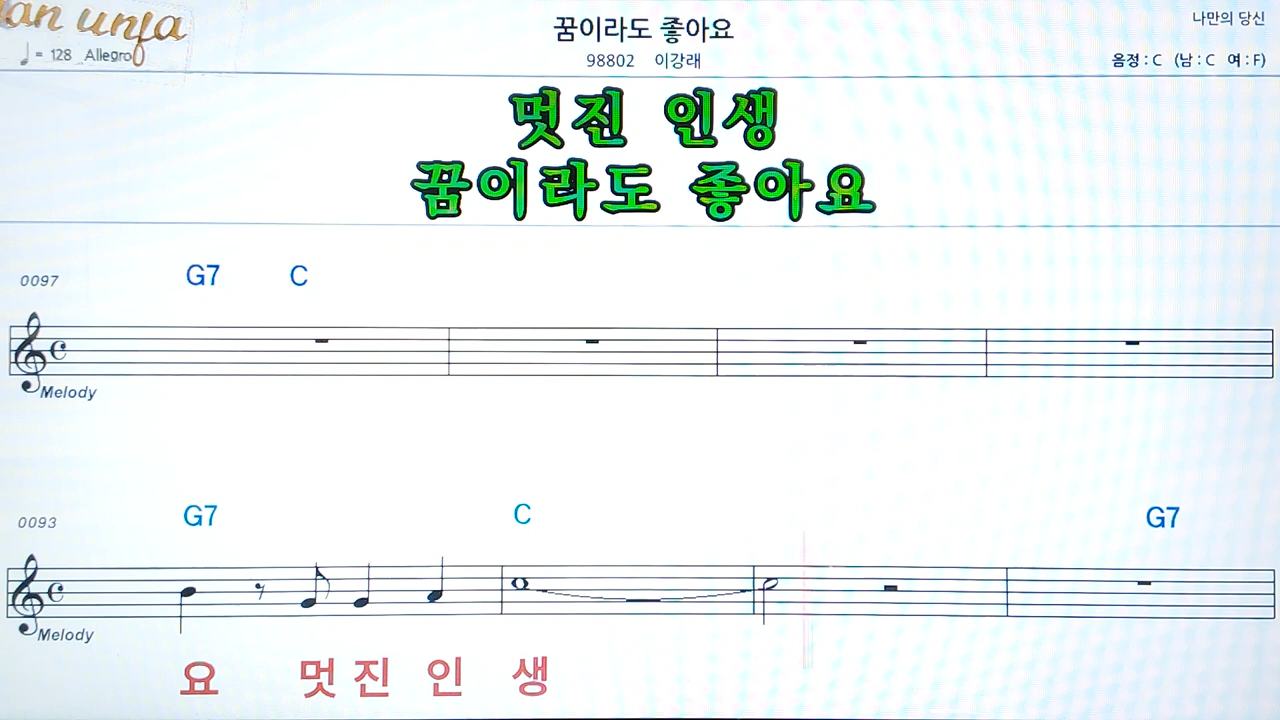 꿈이라도 좋아요
나만의 당신
♩ = 128 Allegro
98802 이강래
음정 : C (남 : C 여 : F)
멋진 인생
꿈이라도 좋아요
0097 G7 C
Melody
0093 G7 C G7
Melody
요 멋진 인 생